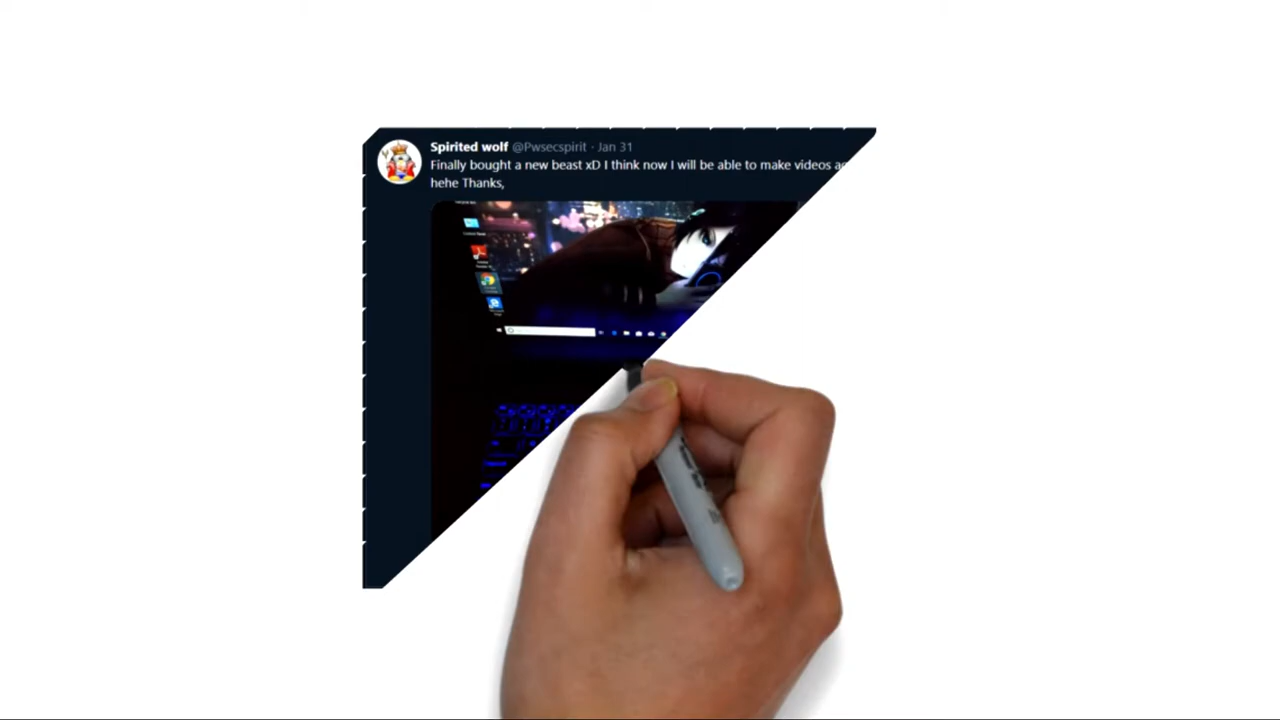 Spirited wolf @Pwsecspirit · Jan 31
Finally bought a new beast xD I think now I will be able to make videos
hehe Thanks,